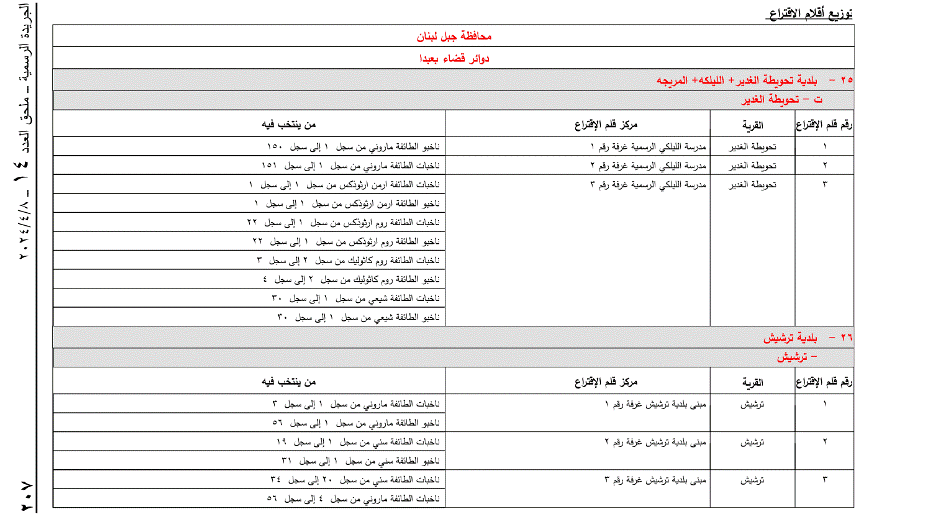 توزيع أقلام الاقتراع
محافظة جبل لبنان
دوائر قضاء بعبدا
٢٥ - بلدية تحويطة الغدير+ الليلكه+ المريجه
ت - تحويطة الغدير
رقم قلم الإقتراع القرية مركز قلم الإقتراع من ينتخب فيه
١ تحويطة الغدير مدرسة الليلكي الرسمية غرفة رقم ١ ناخبو الطائفة ماروني من سجل ١ إلى سجل ١٥٠
٢ تحويطة الغدير مدرسة الليلكي الرسمية غرفة رقم ٢ ناخبات الطائفة ماروني من سجل ١ إلى سجل ١٥١
٣ تحويطة الغدير مدرسة الليلكي الرسمية غرفة رقم ٣ ناخبات الطائفة ارمن ارثوذكس من سجل ١ إلى سجل ١
ناخبو الطائفة ارمن ارثوذكس من سجل ١ إلى سجل ١
ناخبات الطائفة روم ارثوذكس من سجل ١ إلى سجل ٢٢
ناخبو الطائفة روم ارثوذكس من سجل ١ إلى سجل ٢٢
ناخبات الطائفة روم كاثوليك من سجل ٢ إلى سجل ٣
ناخبو الطائفة روم كاثوليك من سجل ٢ إلى سجل ٤
ناخبات الطائفة شيعي من سجل ١ إلى سجل ٣٠
ناخبو الطائفة شيعي من سجل ١ إلى سجل ٣٠
٢٦ - بلدية ترشيش
- ترشيش
رقم قلم الإقتراع القرية مركز قلم الإقتراع من ينتخب فيه
١ ترشيش مبنى بلدية ترشيش غرفة رقم ١ ناخبات الطائفة ماروني من سجل ١ إلى سجل ٣
ناخبو الطائفة ماروني من سجل ١ إلى سجل ٥٦
٢ ترشيش مبنى بلدية ترشيش غرفة رقم ٢ ناخبات الطائفة سني من سجل ١ إلى سجل ١٩
ناخبو الطائفة سني من سجل ١ إلى سجل ٣١
٣ ترشيش مبنى بلدية ترشيش غرفة رقم ٣ ناخبات الطائفة سني من سجل ٢٠ إلى سجل ٣٤
ناخبات الطائفة ماروني من سجل ٤ إلى سجل ٥٦
الجريدة الرسمية – ملحق العدد ١٤ – ٢٠٢٤/٤/٨
٢٠٧